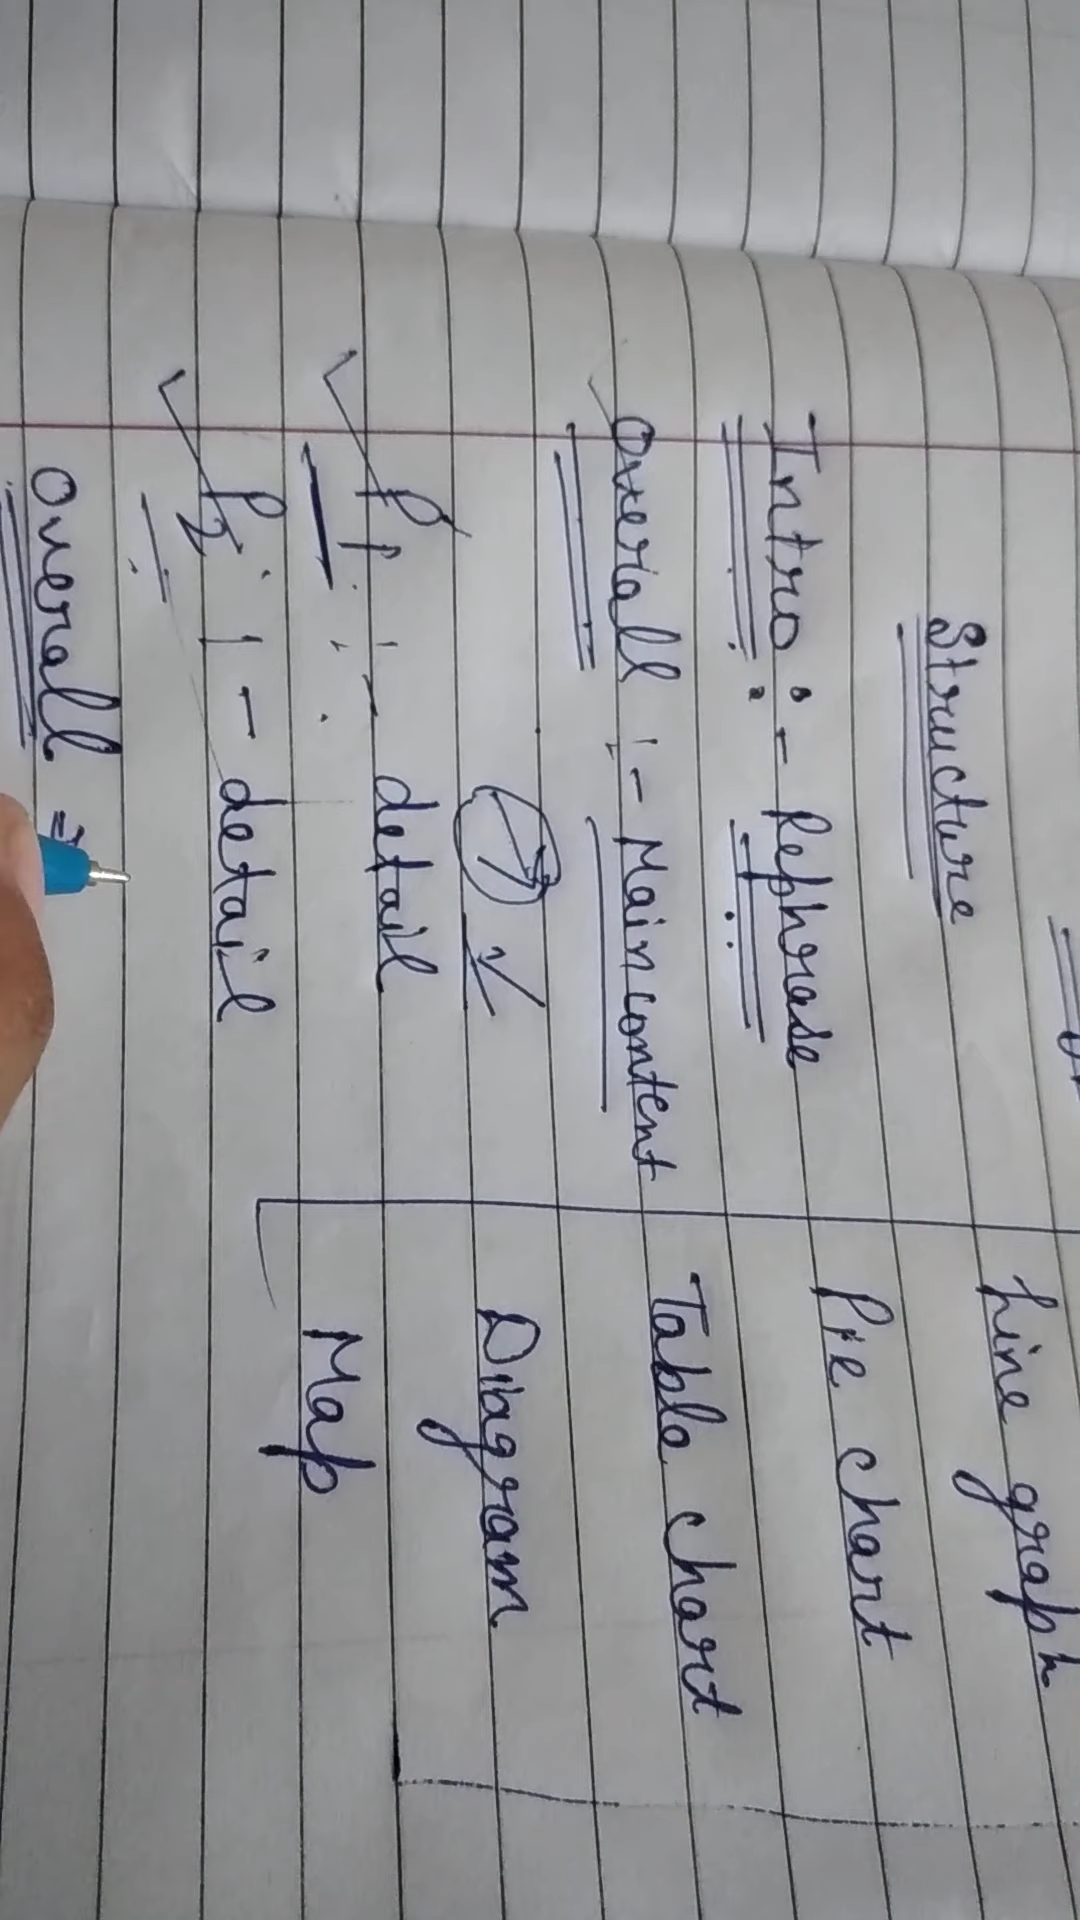 Structure
Line graph
Intro :- Rephrase
Pie chart
Overall :- Main content
Table chart
Diagram
P1 :- detail
Map
P2 :- detail
Overall =